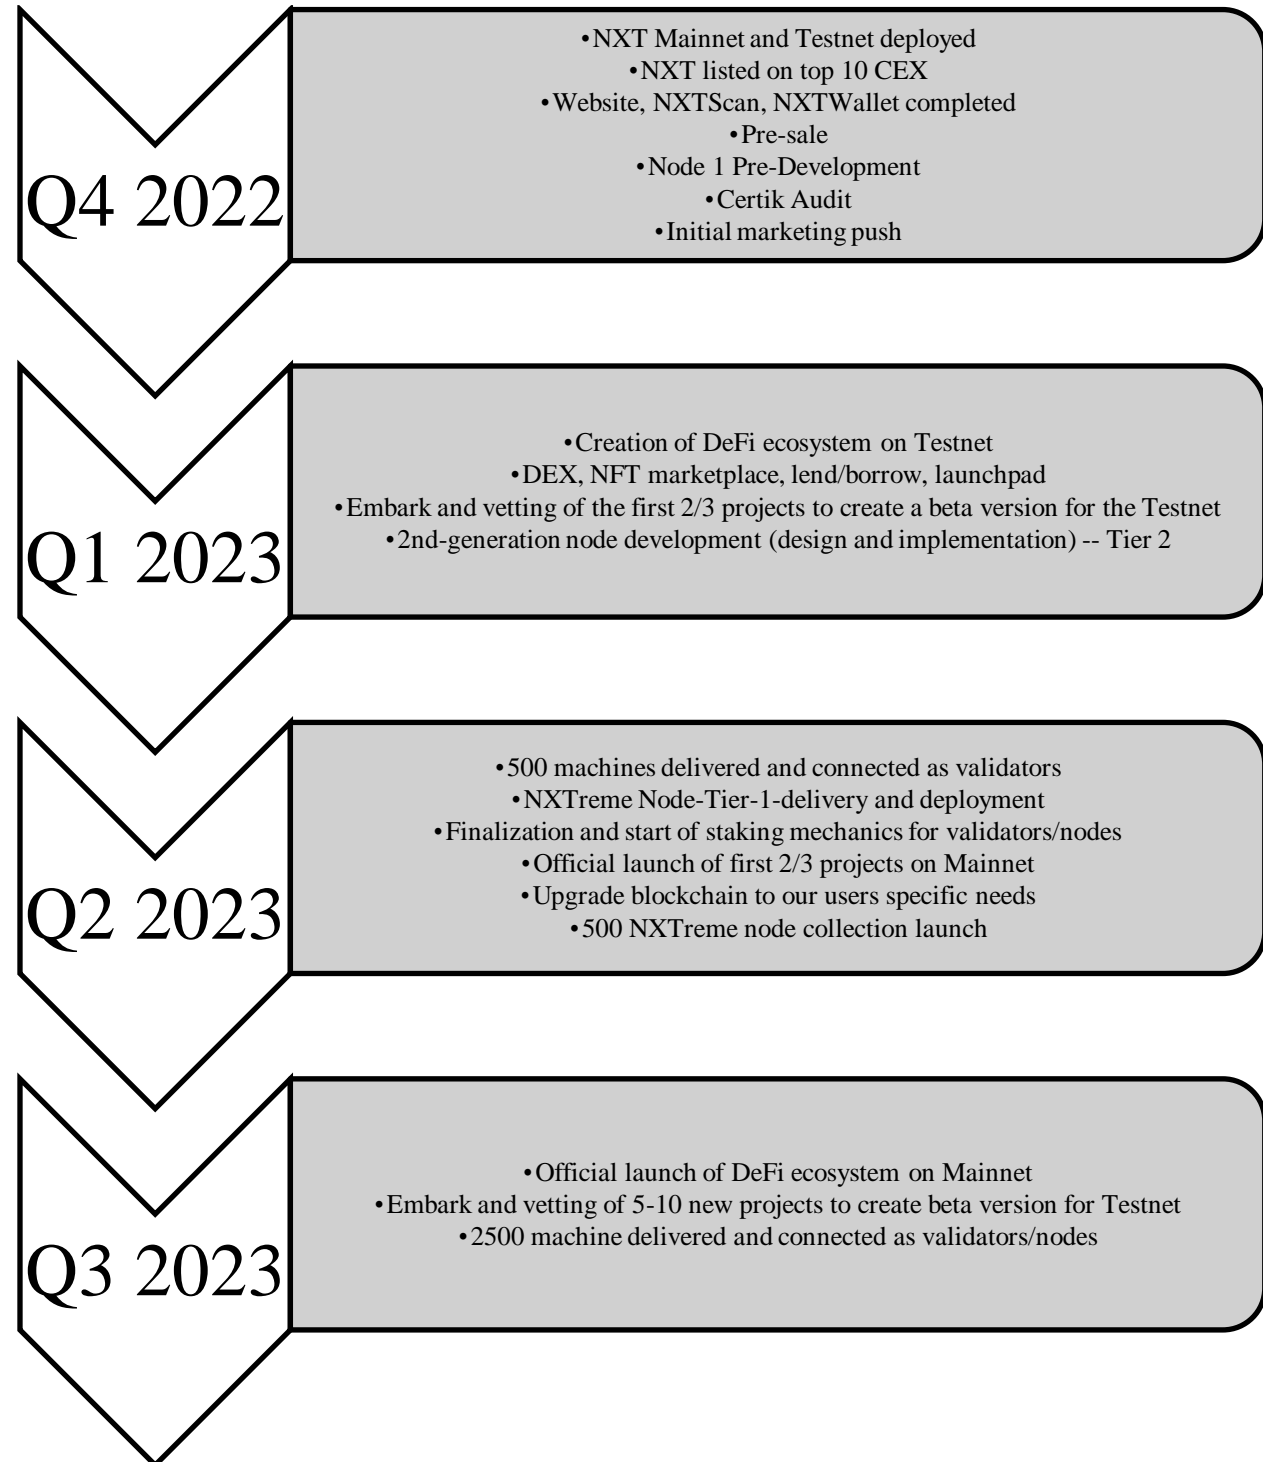 Q4 2022
•NXT Mainnet and Testnet deployed
•NXT listed on top 10 CEX
•Website, NXTScan, NXTWallet completed
•Pre-sale
•Node 1 Pre-Development
•Certik Audit
•Initial marketing push
Q1 2023
•Creation of DeFi ecosystem on Testnet
•DEX, NFT marketplace, lend/borrow, launchpad
•Embark and vetting of the first 2/3 projects to create a beta version for the Testnet
•2nd-generation node development (design and implementation) -- Tier 2
Q2 2023
•500 machines delivered and connected as validators
•NXTreme Node-Tier-1-delivery and deployment
•Finalization and start of staking mechanics for validators/nodes
•Official launch of first 2/3 projects on Mainnet
•Upgrade blockchain to our users specific needs
•500 NXTreme node collection launch
Q3 2023
•Official launch of DeFi ecosystem on Mainnet
•Embark and vetting of 5-10 new projects to create beta version for Testnet
•2500 machine delivered and connected as validators/nodes